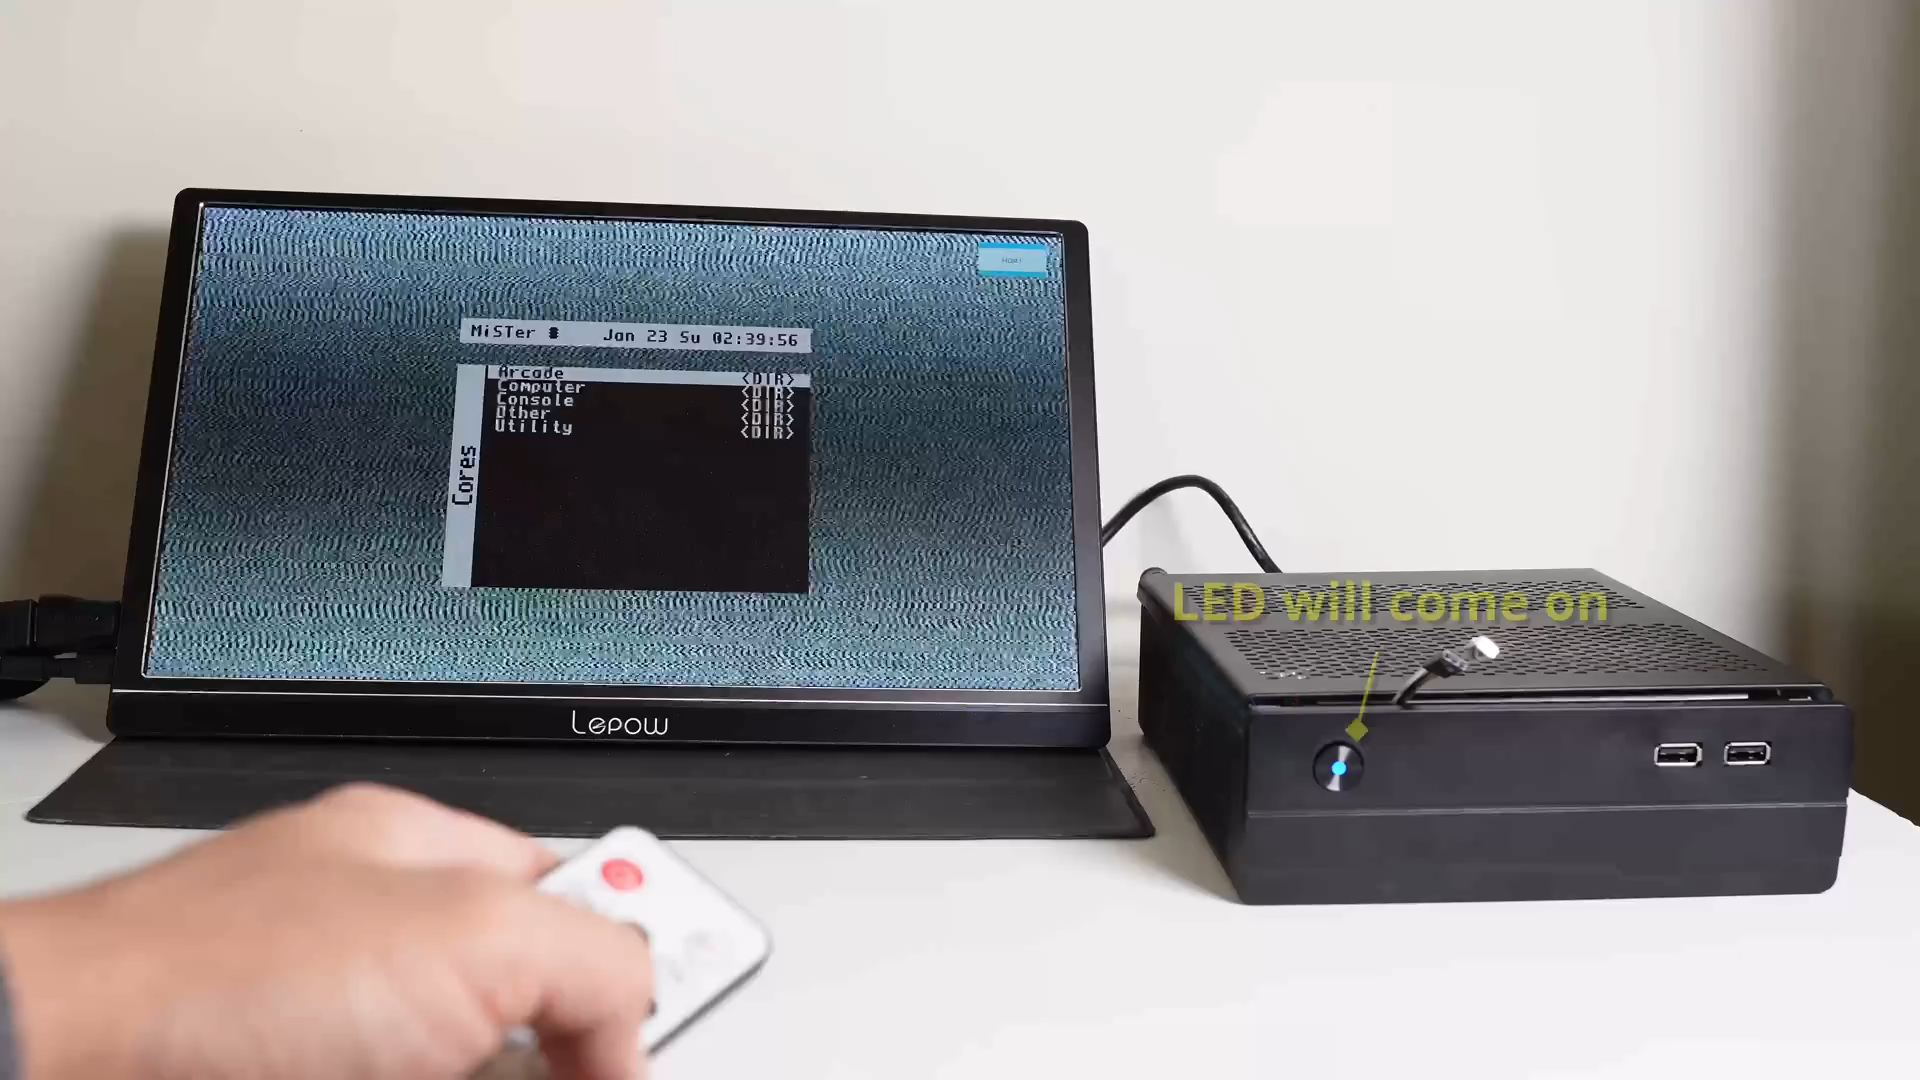 MiSTer Jan 23 Su 02:39:56
Arcade <DIR>
Computer <DIR>
Console <DIR>
Other <DIR>
Utility <DIR>
Cores
LED will come on
Lepow